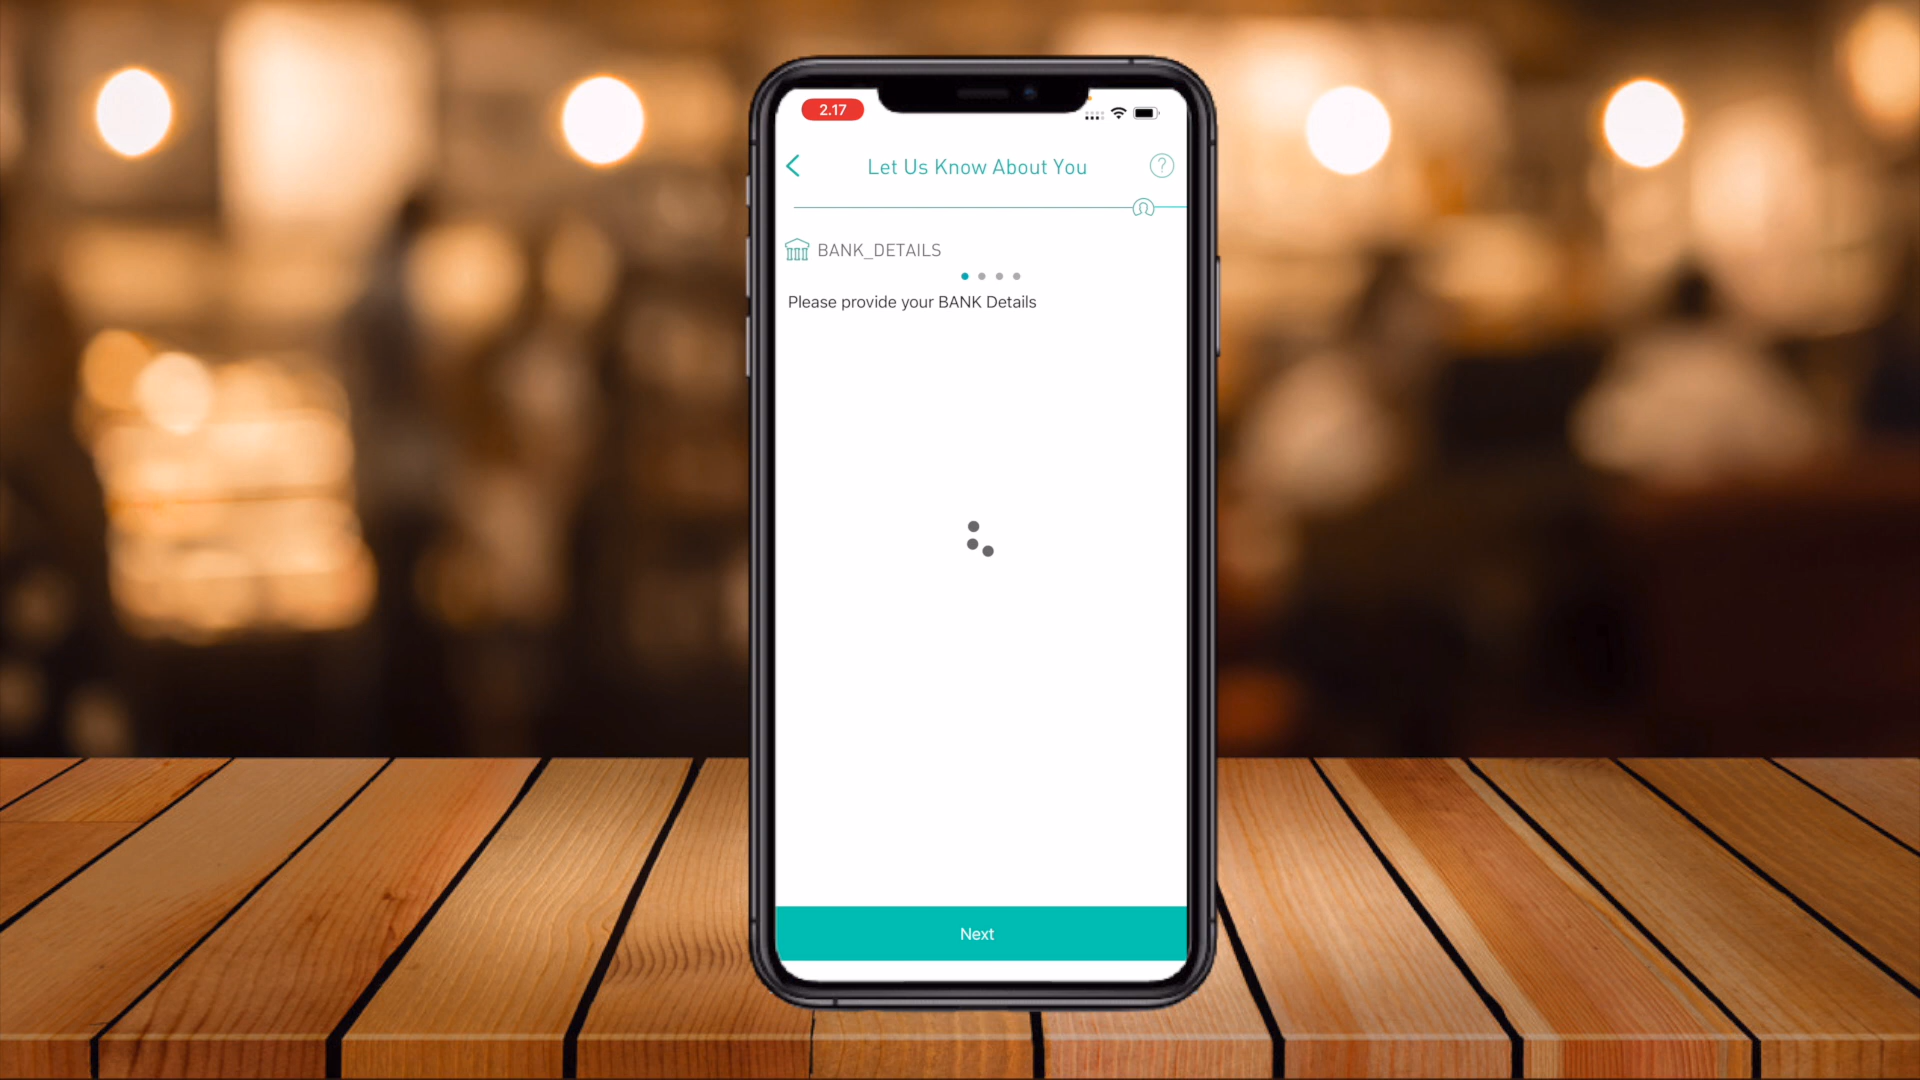 2.17
Let Us Know About You
?
BANK_DETAILS
Please provide your BANK Details
Next